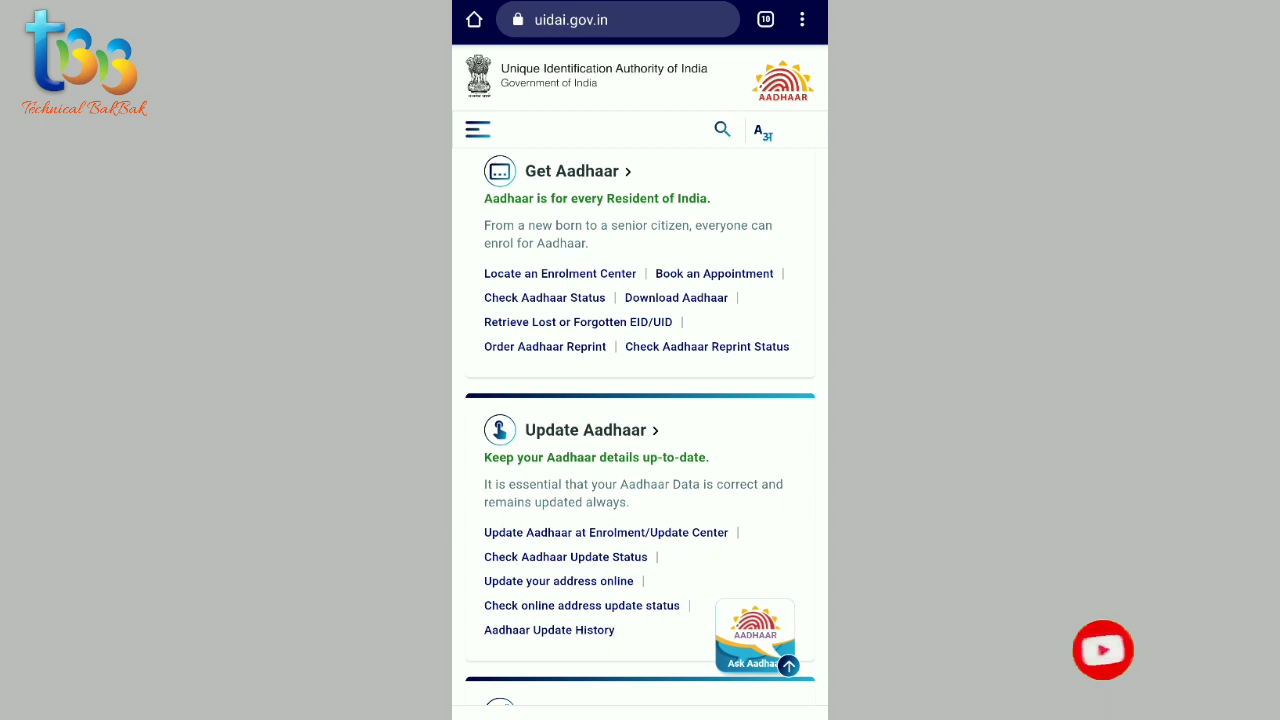 tBB
Technical BakBak
uidai.gov.in
10
Unique Identification Authority of India
Government of India
AADHAAR
A अ
Get Aadhaar
Aadhaar is for every Resident of India.
From a new born to a senior citizen, everyone can
enrol for Aadhaar.
Locate an Enrolment Center | Book an Appointment |
Check Aadhaar Status | Download Aadhaar |
Retrieve Lost or Forgotten EID/UID |
Order Aadhaar Reprint | Check Aadhaar Reprint Status
Update Aadhaar
Keep your Aadhaar details up-to-date.
It is essential that your Aadhaar Data is correct and
remains updated always.
Update Aadhaar at Enrolment/Update Center |
Check Aadhaar Update Status |
Update your address online |
Check online address update status |
Aadhaar Update History
AADHAAR
Ask Aadhaa